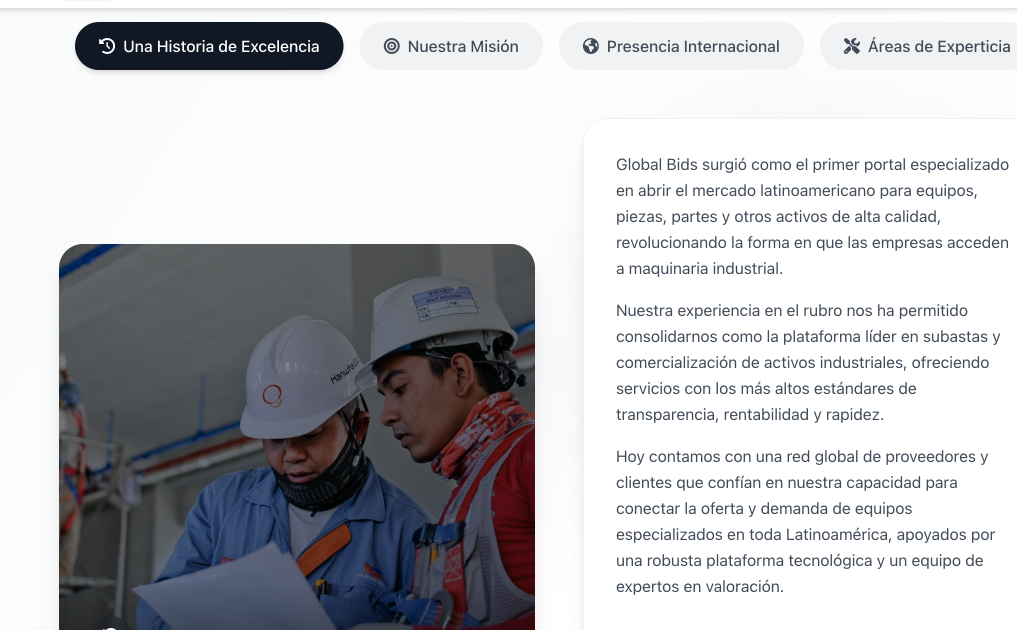 Una Historia de Excelencia
Nuestra Misión
Presencia Internacional
Áreas de Experticia
Global Bids surgió como el primer portal especializado
en abrir el mercado latinoamericano para equipos,
piezas, partes y otros activos de alta calidad,
revolucionando la forma en que las empresas acceden
a maquinaria industrial.
Nuestra experiencia en el rubro nos ha permitido
consolidarnos como la plataforma líder en subastas y
comercialización de activos industriales, ofreciendo
servicios con los más altos estándares de
transparencia, rentabilidad y rapidez.
Hoy contamos con una red global de proveedores y
clientes que confían en nuestra capacidad para
conectar la oferta y demanda de equipos
especializados en toda Latinoamérica, apoyados por
una robusta plataforma tecnológica y un equipo de
expertos en valoración.